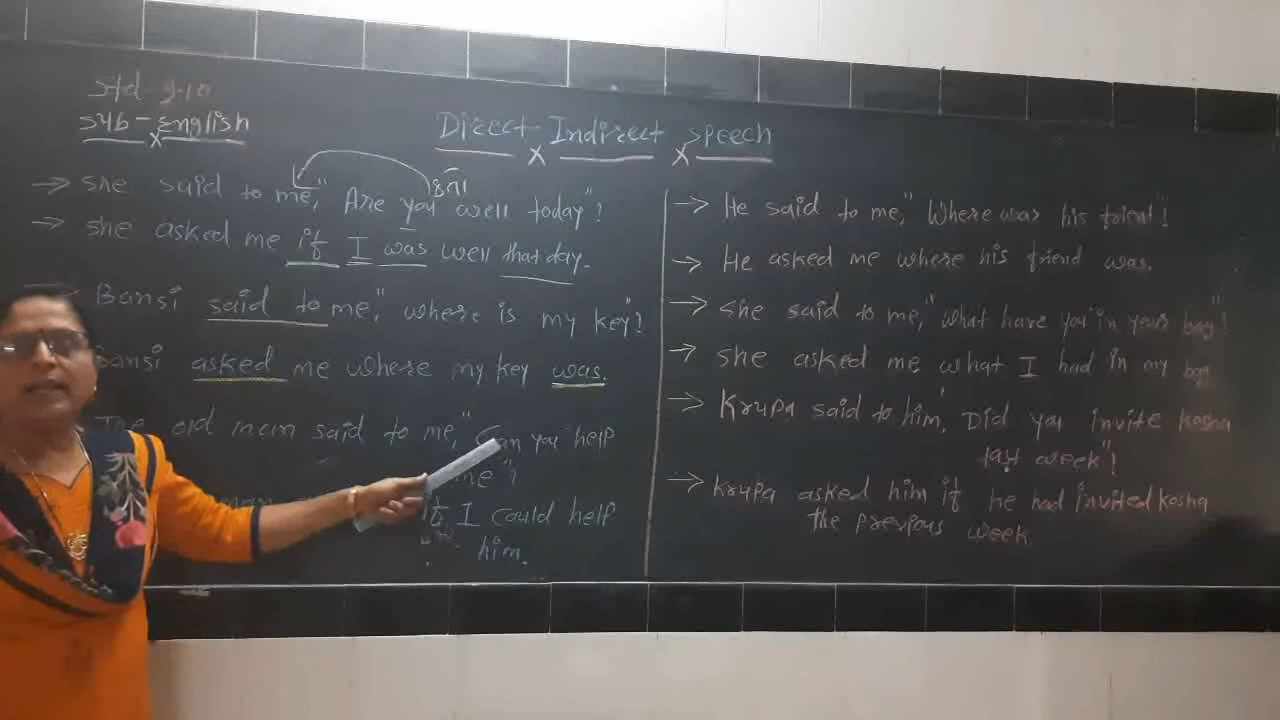 Std - 9-10
Sub - English
Direct Indirect speech
→ She said to me," Are you well today"?
→ she asked me if I was well that day.
Bansi said to me," where is my key"?
Bansi asked me where my key was.
The old man said to me," Can you help
me"?
man
if I could help
him.
→ He said to me," Where was his friend"?
→ He asked me where his friend was.
→ She said to me," what have you in your bag"?
→ she asked me what I had in my bag
→ Krupa said to him, Did you invite Kosha
last week"?
→ Krupa asked him if he had invited Kosha
the previous week